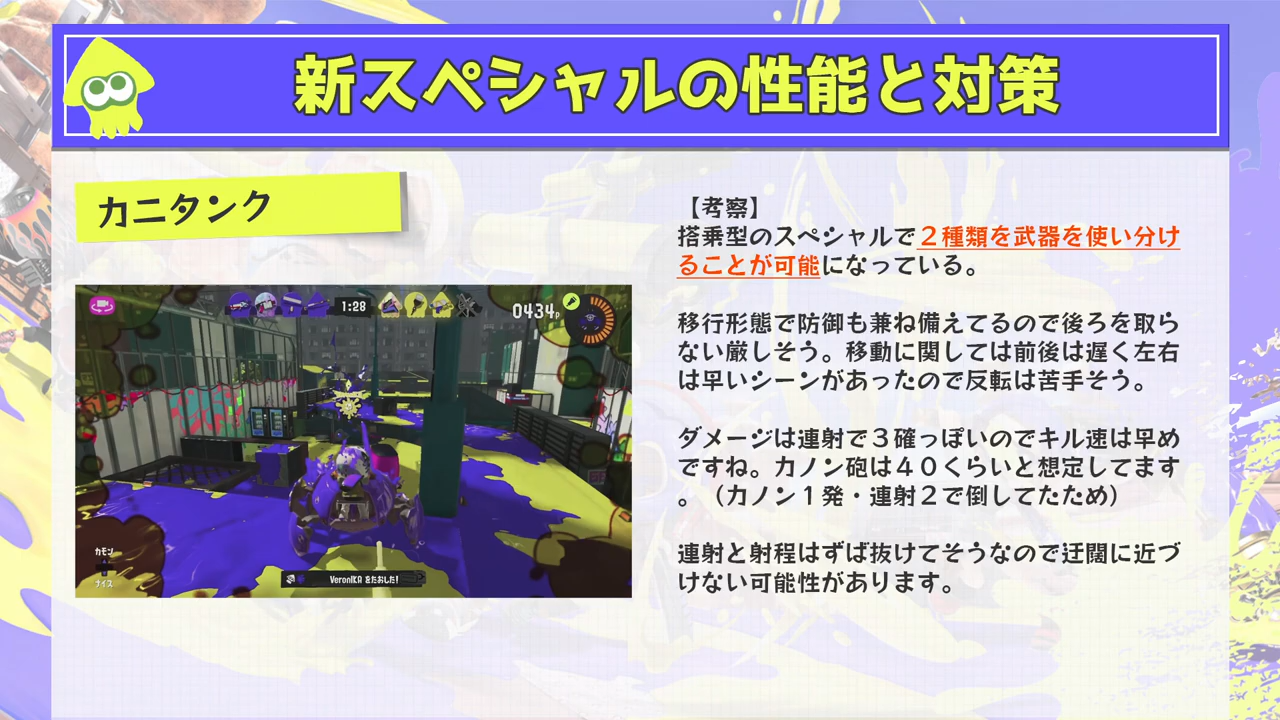 新スペシャルの性能と対策
カニタンク
【考察】
搭乗型のスペシャルで２種類を武器を使い分け
ることが可能になっている。
移行形態で防御も兼ね備えてるので後ろを取ら
ない厳しそう。移動に関しては前後は遅く左右
は早いシーンがあったので反転は苦手そう。
ダメージは連射で３確っぽいのでキル速は早め
ですね。カノン砲は４０くらいと想定してます
。（カノン１発・連射２で倒してたため）
連射と射程はずば抜けてそうなので迂闊に近づ
けない可能性があります。
1:28
0434p
カモン
ナイス
VeronIKA をたおした!